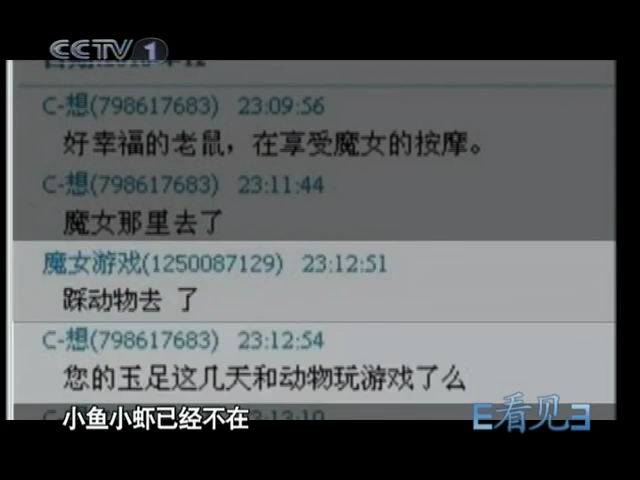 CCTV 1
C-想(798617683) 23:09:56
好幸福的老鼠，在享受魔女的按摩。
C-想(798617683) 23:11:44
魔女那里去了
魔女游戏(1250087129) 23:12:51
踩动物去 了
C-想(798617683) 23:12:54
您的玉足这几天和动物玩游戏了么
小鱼小虾已经不在
看见